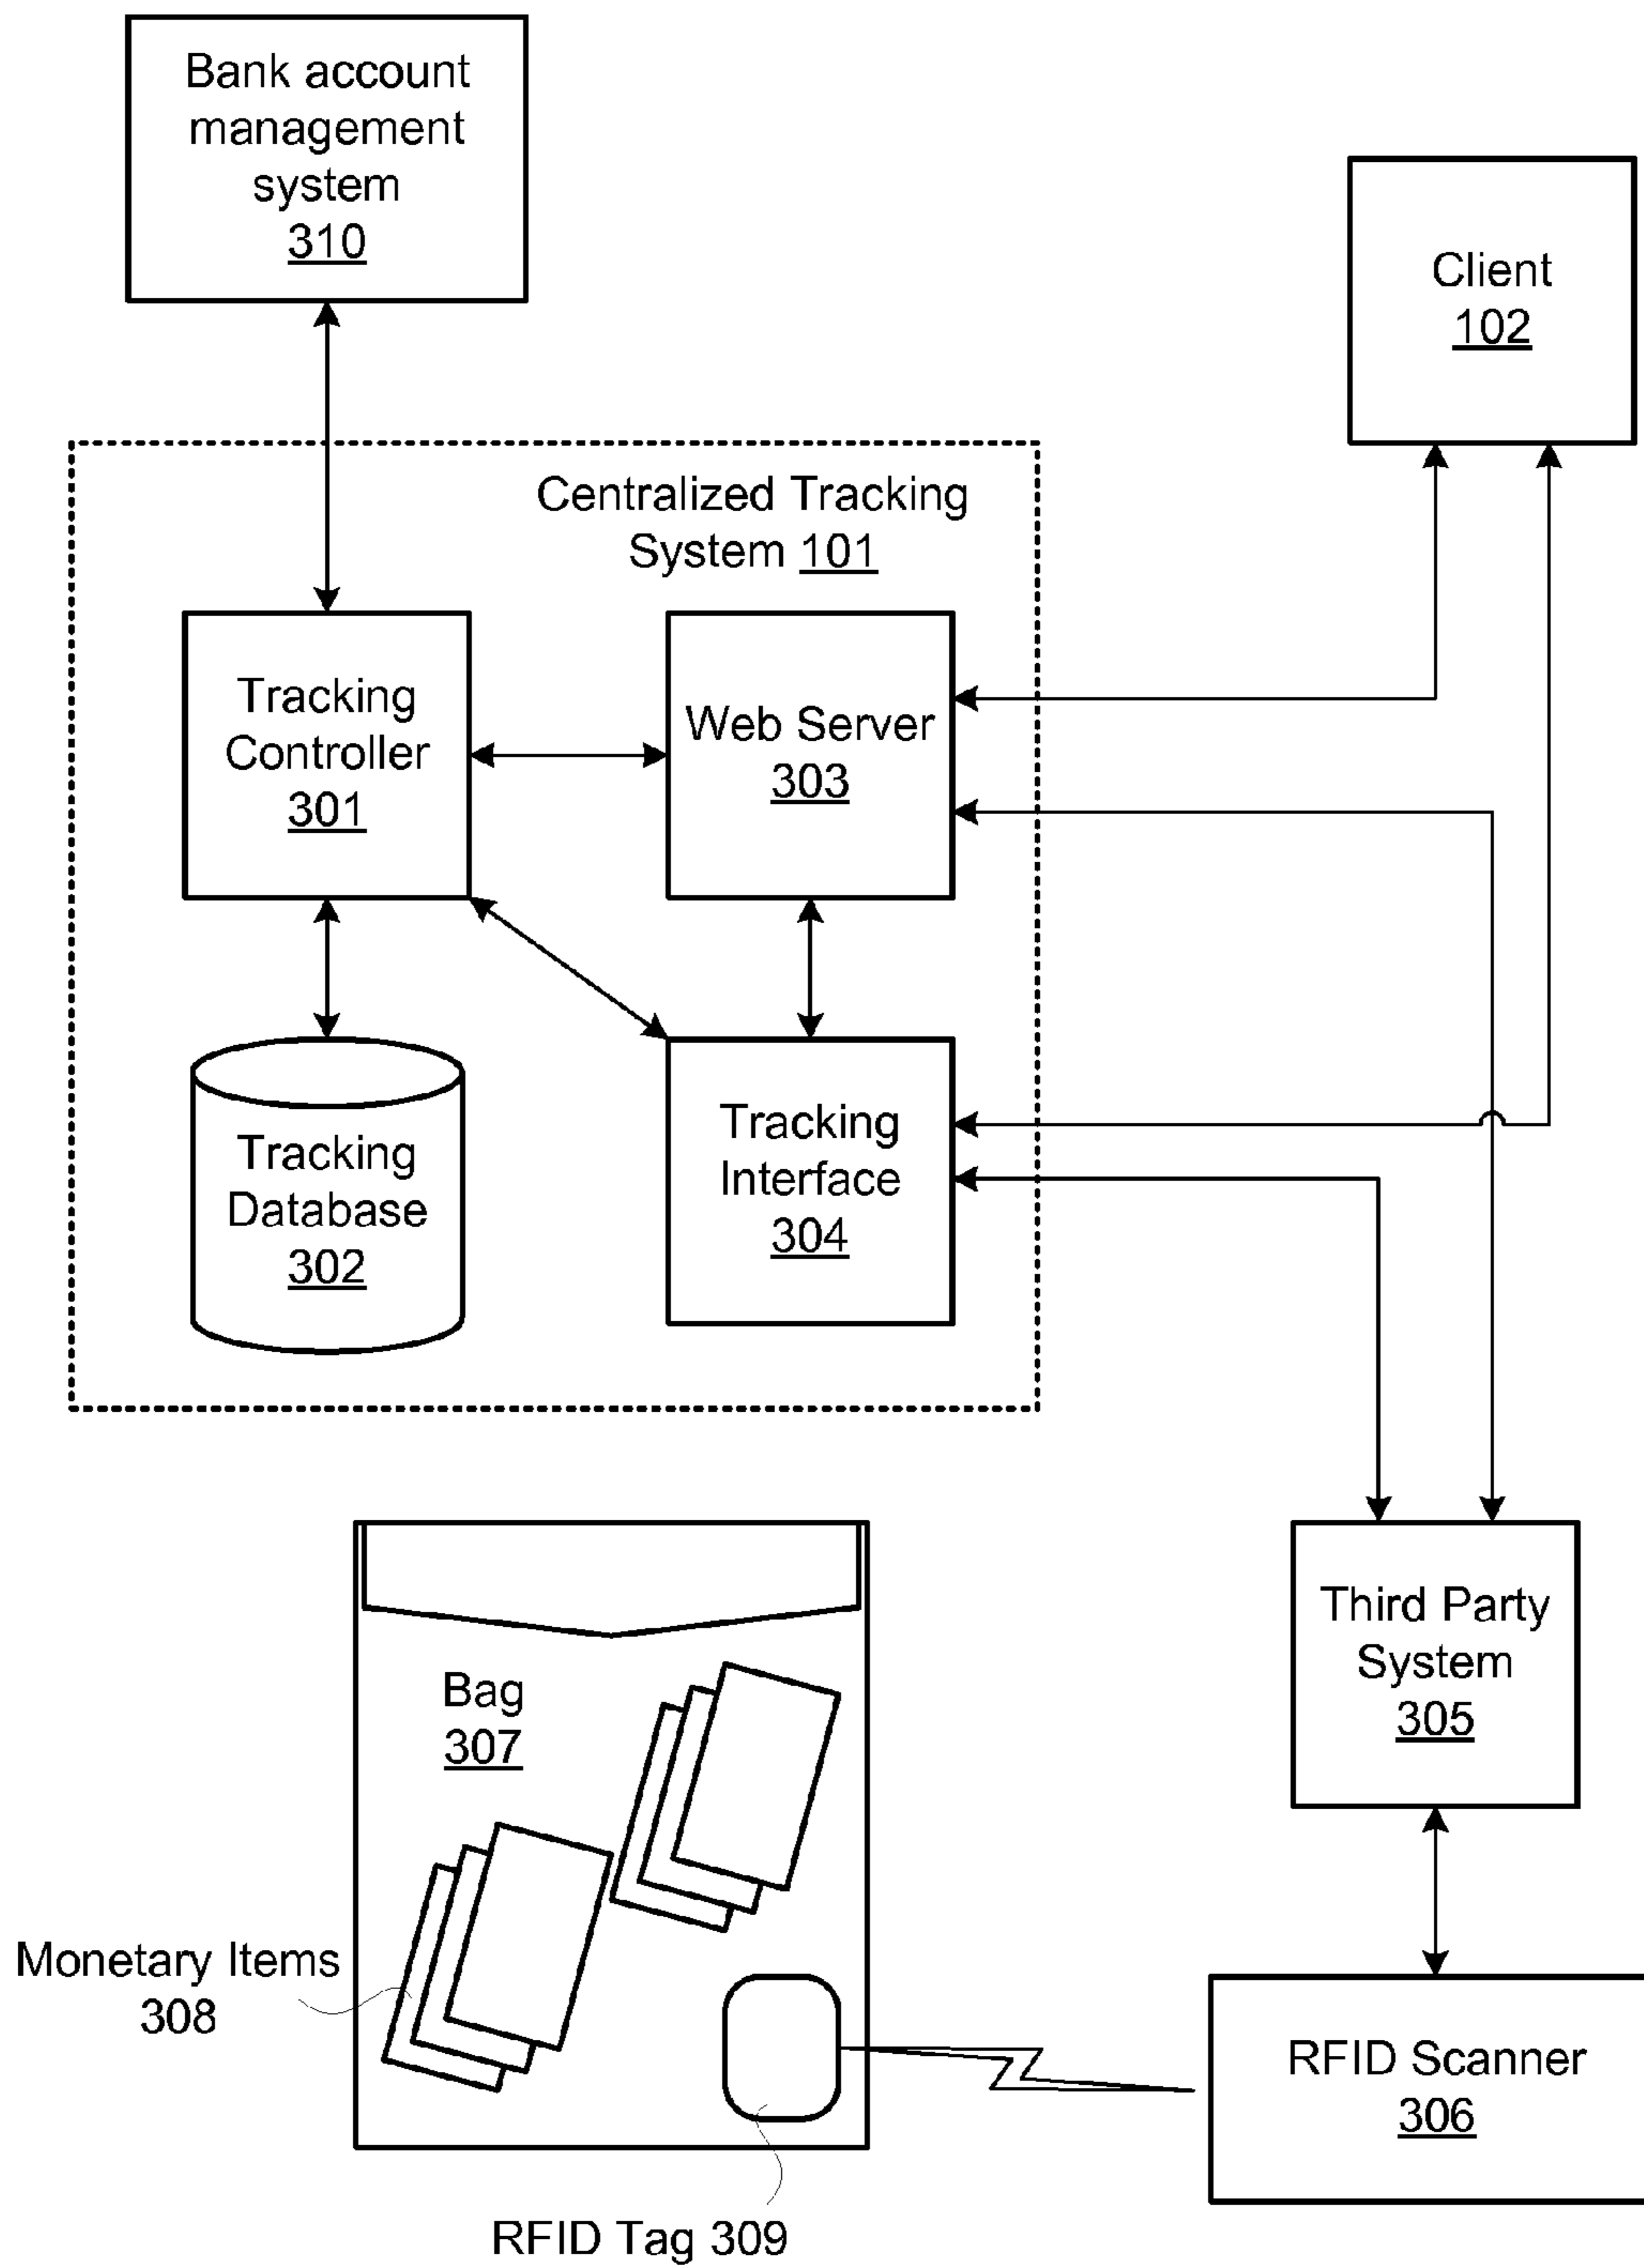 Bank account
management
system
310
Client
102
Centralized Tracking
System 101
Tracking
Controller
301
Web Server
303
Tracking
Database
302
Tracking
Interface
304
Third Party
System
305
Bag
307
Monetary Items
308
RFID Scanner
306
RFID Tag 309